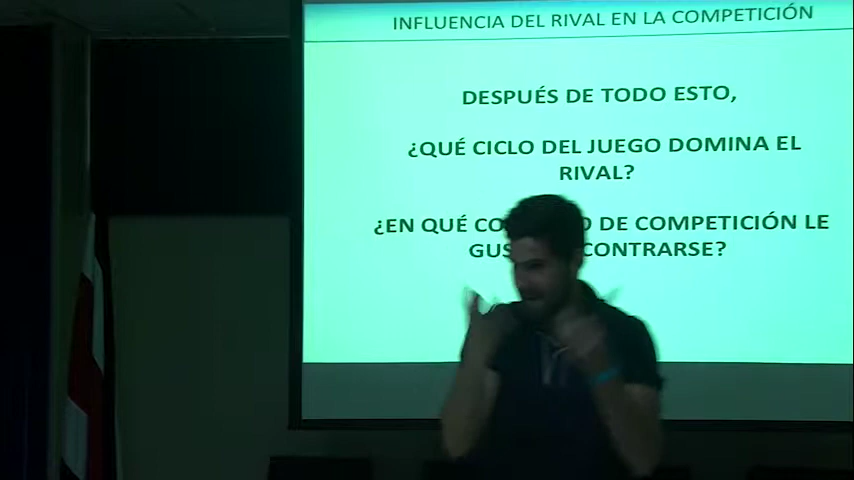 INFLUENCIA DEL RIVAL EN LA COMPETICIÓN
DESPUÉS DE TODO ESTO,
¿QUÉ CICLO DEL JUEGO DOMINA EL
RIVAL?
¿EN QUÉ DE COMPETICIÓN LE
?